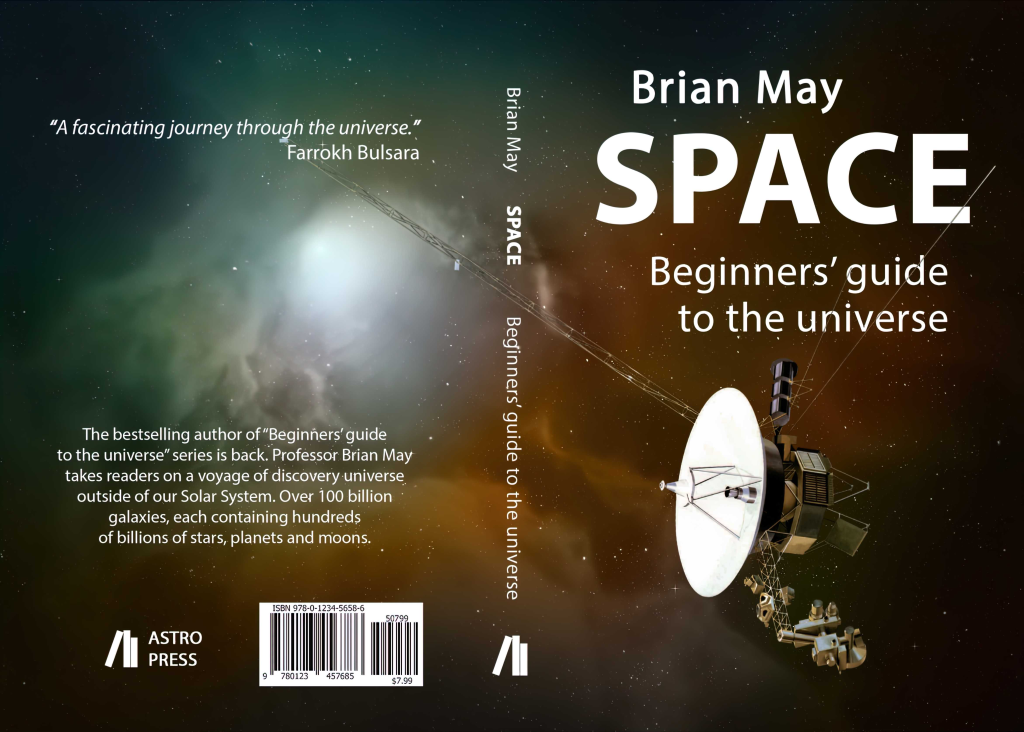 “A fascinating journey through the universe.”
Farrokh Bulsara
The bestselling author of “Beginners’ guide
to the universe” series is back. Professor Brian May
takes readers on a voyage of discovery universe
outside of our Solar System. Over 100 billion
galaxies, each containing hundreds
of billions of stars, planets and moons.
ASTRO
PRESS
ISBN 978-0-1234-5658-6
50799
9 780123 457685
$7.99
Brian May SPACE Beginners’ guide to the universe
Brian May
SPACE
Beginners’ guide
to the universe